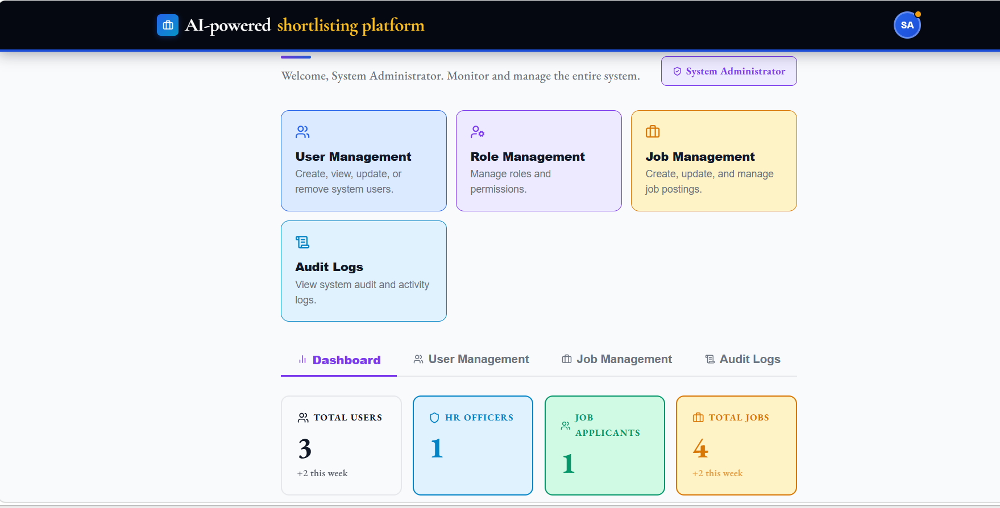 AI-powered shortlisting platform
SA
Welcome, System Administrator. Monitor and manage the entire system.
System Administrator
User Management
Create, view, update, or
remove system users.
Role Management
Manage roles and
permissions.
Job Management
Create, update, and manage
job postings.
Audit Logs
View system audit and activity
logs.
Dashboard
User Management
Job Management
Audit Logs
TOTAL USERS
3
+2 this week
HR OFFICERS
1
JOB
APPLICANTS
1
TOTAL JOBS
4
+2 this week